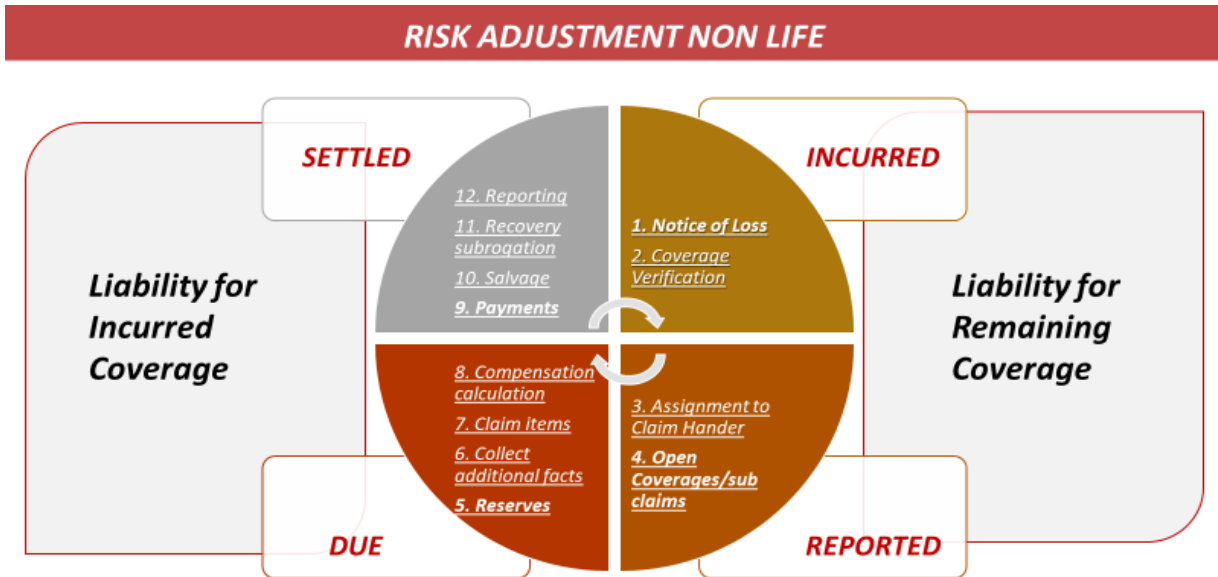 RISK ADJUSTMENT NON LIFE
SETTLED
INCURRED
Liability for
Incurred
Coverage
12. Reporting
11. Recovery
subrogation
10. Salvage
9. Payments
1. Notice of Loss
2. Coverage
Verification
Liability for
Remaining
Coverage
8. Compensation
calculation
7. Claim items
6. Collect
additional facts
5. Reserves
3. Assignment to
Claim Hander
4. Open
Coverages/sub
claims
DUE
REPORTED